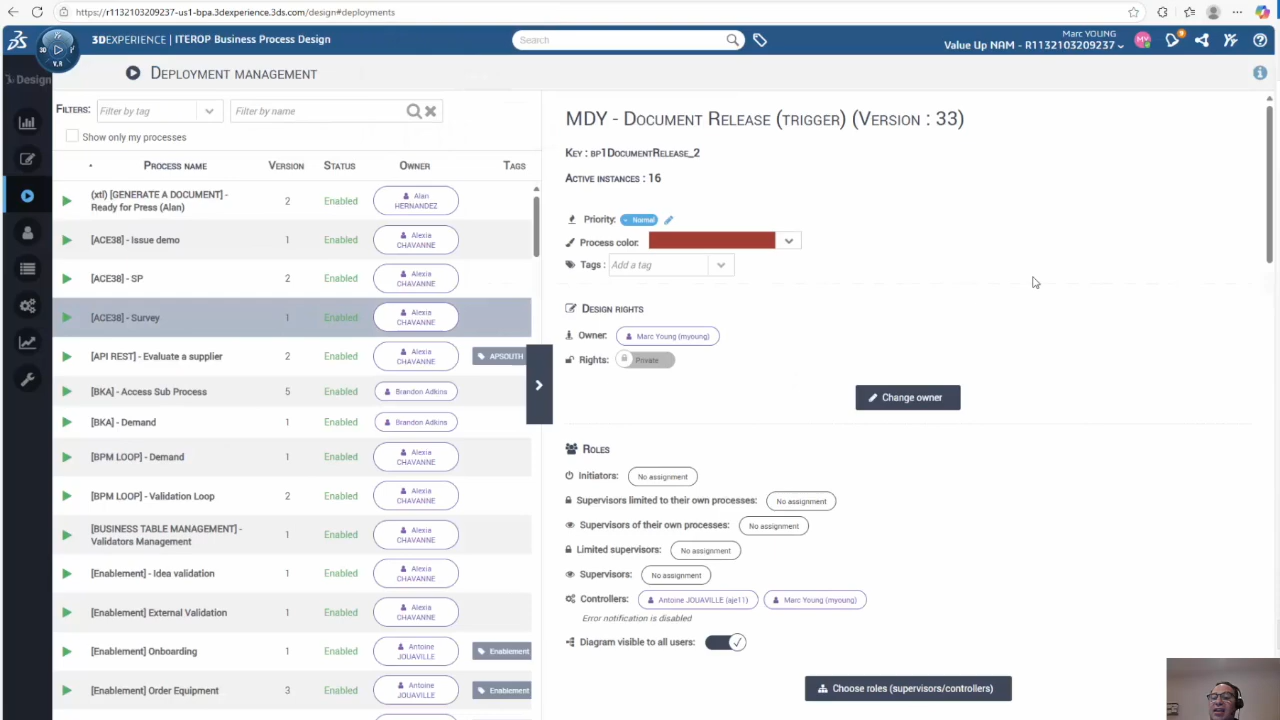 https://r1132103209237-us1-bpa.3dexperience.3ds.com/design#deployments
3DEXPERIENCE | ITEROP Business Process Design
Search
Marc YOUNG
Value Up NAM - R1132103209237
MY
9
3D
V.R
Design
DEPLOYMENT MANAGEMENT
FILTERS:
Filter by tag
Filter by name
Show only my processes
PROCESS NAME
VERSION
STATUS
OWNER
TAGS
(xtl) [GENERATE A DOCUMENT] -
Ready for Press (Alan)
2
Enabled
Alan
HERNANDEZ
[ACE38] - Issue demo
1
Enabled
Alexia
CHAVANNE
[ACE38] - SP
2
Enabled
Alexia
CHAVANNE
[ACE38] - Survey
1
Enabled
Alexia
CHAVANNE
[API REST] - Evaluate a supplier
2
Enabled
Alexia
CHAVANNE
APSOUTH
[BKA] - Access Sub Process
5
Enabled
Brandon Adkins
[BKA] - Demand
1
Enabled
Brandon Adkins
[BPM LOOP] - Demand
1
Enabled
Alexia
CHAVANNE
[BPM LOOP] - Validation Loop
2
Enabled
Alexia
CHAVANNE
[BUSINESS TABLE MANAGEMENT] -
Validators Management
1
Enabled
Alexia
CHAVANNE
[Enablement] - Idea validation
1
Enabled
Alexia
CHAVANNE
[Enablement] External Validation
1
Enabled
Alexia
CHAVANNE
[Enablement] Onboarding
1
Enabled
Antoine
JOUAVILLE
Enablement
[Enablement] Order Equipment
3
Enabled
Antoine
JOUAVILLE
Enablement
MDY - DOCUMENT RELEASE (TRIGGER) (VERSION : 33)
KEY : BP1DOCUMENTRELEASE_2
ACTIVE INSTANCES : 16
Priority: Normal
Process color:
Tags : Add a tag
DESIGN RIGHTS
Owner: Marc Young (myoung)
Rights: Private
Change owner
ROLES
Initiators: No assignment
Supervisors limited to their own processes: No assignment
Supervisors of their own processes: No assignment
Limited supervisors: No assignment
Supervisors: No assignment
Controllers: Antoine JOUAVILLE (aje11) Marc Young (myoung)
Error notification is disabled
Diagram visible to all users:
Choose roles (supervisors/controllers)